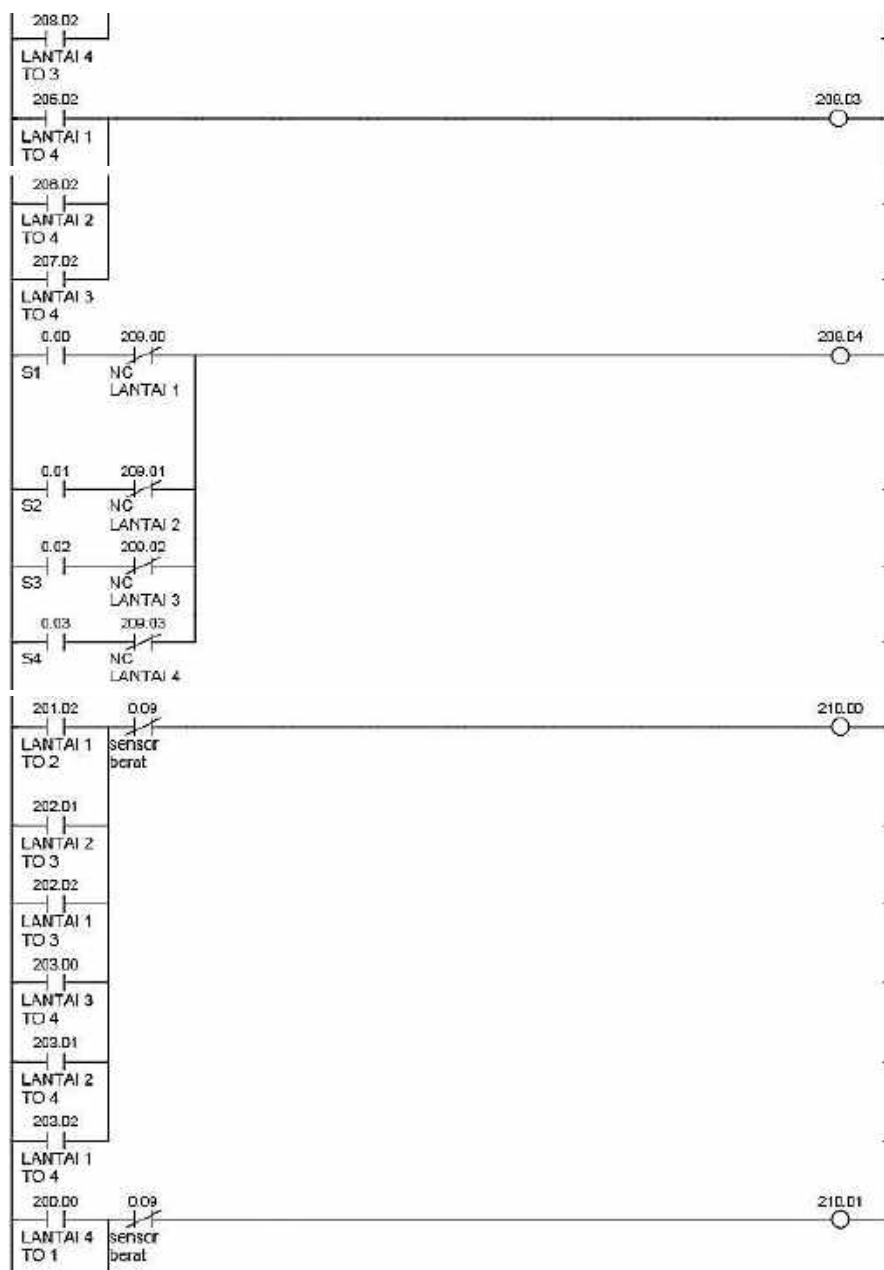 208.02
LANTAI 4
TO 3
205.02 209.03
LANTAI 1
TO 4
206.02
LANTAI 2
TO 4
207.02
LANTAI 3
TO 4
0.00 209.00 209.04
S1 NC
LANTAI 1
0.01 209.01
S2 NC
LANTAI 2
0.02 209.02
S3 NC
LANTAI 3
0.03 209.03
S4 NC
LANTAI 4
201.02 0.09 210.00
LANTAI 1 sensor
TO 2 berat
202.01
LANTAI 2
TO 3
202.02
LANTAI 1
TO 3
203.00
LANTAI 3
TO 4
203.01
LANTAI 2
TO 4
203.02
LANTAI 1
TO 4
200.00 0.09 210.01
LANTAI 4 sensor
TO 1 berat